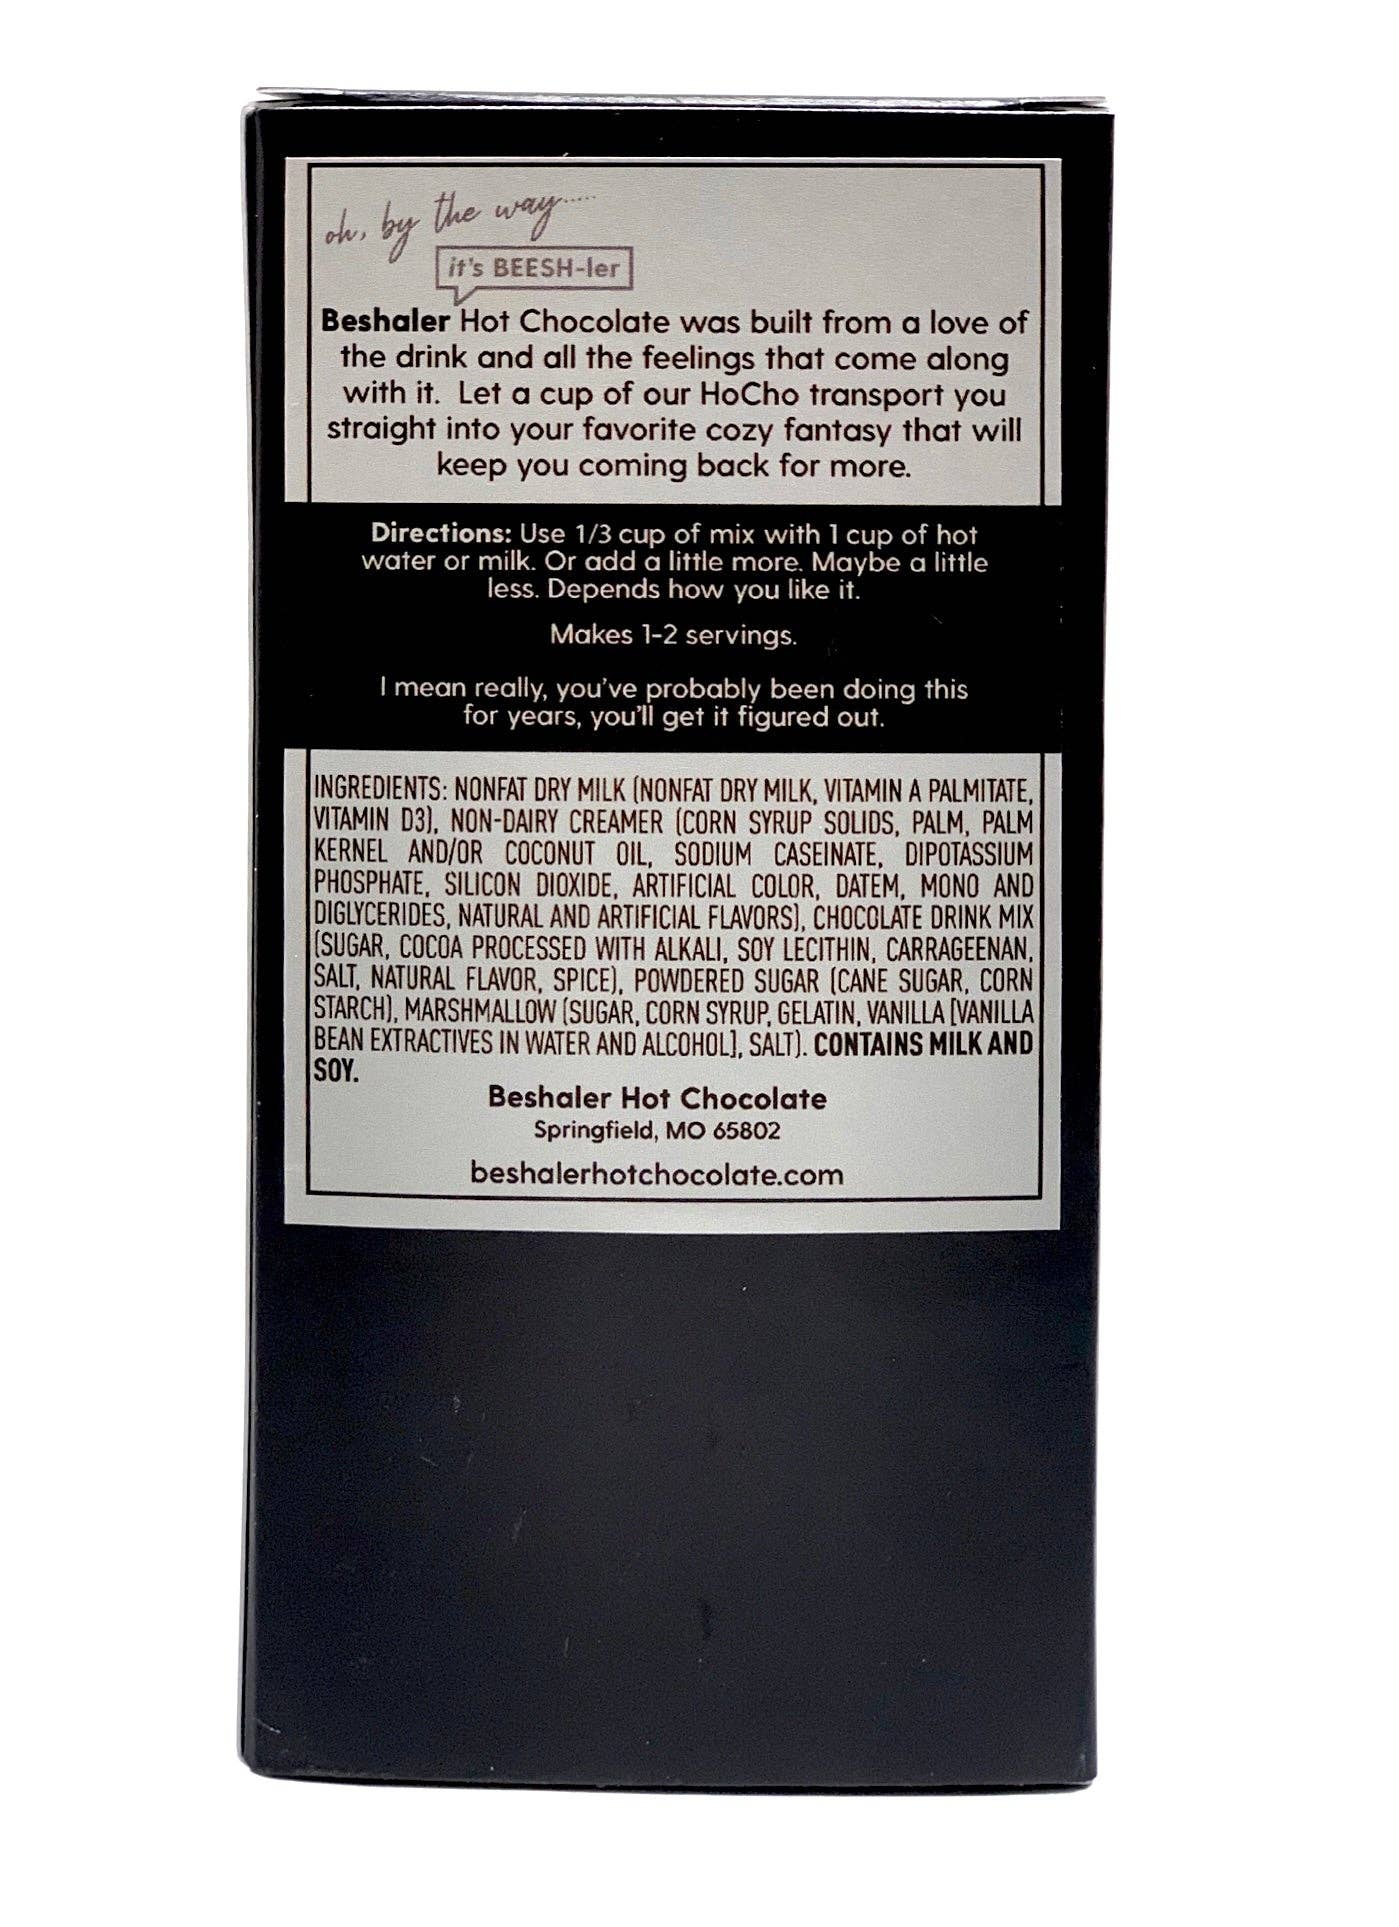 oh, by the way.....
it's BEESH-ler
Beshaler Hot Chocolate was built from a love of
the drink and all the feelings that come along
with it. Let a cup of our HoCho transport you
straight into your favorite cozy fantasy that will
keep you coming back for more.
Directions: Use 1/3 cup of mix with 1 cup of hot
water or milk. Or add a little more. Maybe a little
less. Depends how you like it.
Makes 1-2 servings.
I mean really, you've probably been doing this
for years, you'll get it figured out.
INGREDIENTS: NONFAT DRY MILK (NONFAT DRY MILK, VITAMIN A PALMITATE,
VITAMIN D3), NON-DAIRY CREAMER (CORN SYRUP SOLIDS, PALM, PALM
KERNEL AND/OR COCONUT OIL, SODIUM CASEINATE, DIPOTASSIUM
PHOSPHATE, SILICON DIOXIDE, ARTIFICIAL COLOR, DATEM, MONO AND
DIGLYCERIDES, NATURAL AND ARTIFICIAL FLAVORS), CHOCOLATE DRINK MIX
(SUGAR, COCOA PROCESSED WITH ALKALI, SOY LECITHIN, CARRAGEENAN,
SALT, NATURAL FLAVOR, SPICE), POWDERED SUGAR (CANE SUGAR, CORN
STARCH), MARSHMALLOW (SUGAR, CORN SYRUP, GELATIN, VANILLA [VANILLA
BEAN EXTRACTIVES IN WATER AND ALCOHOL], SALT). CONTAINS MILK AND
SOY.
Beshaler Hot Chocolate
Springfield, MO 65802
beshalerhotchocolate.com